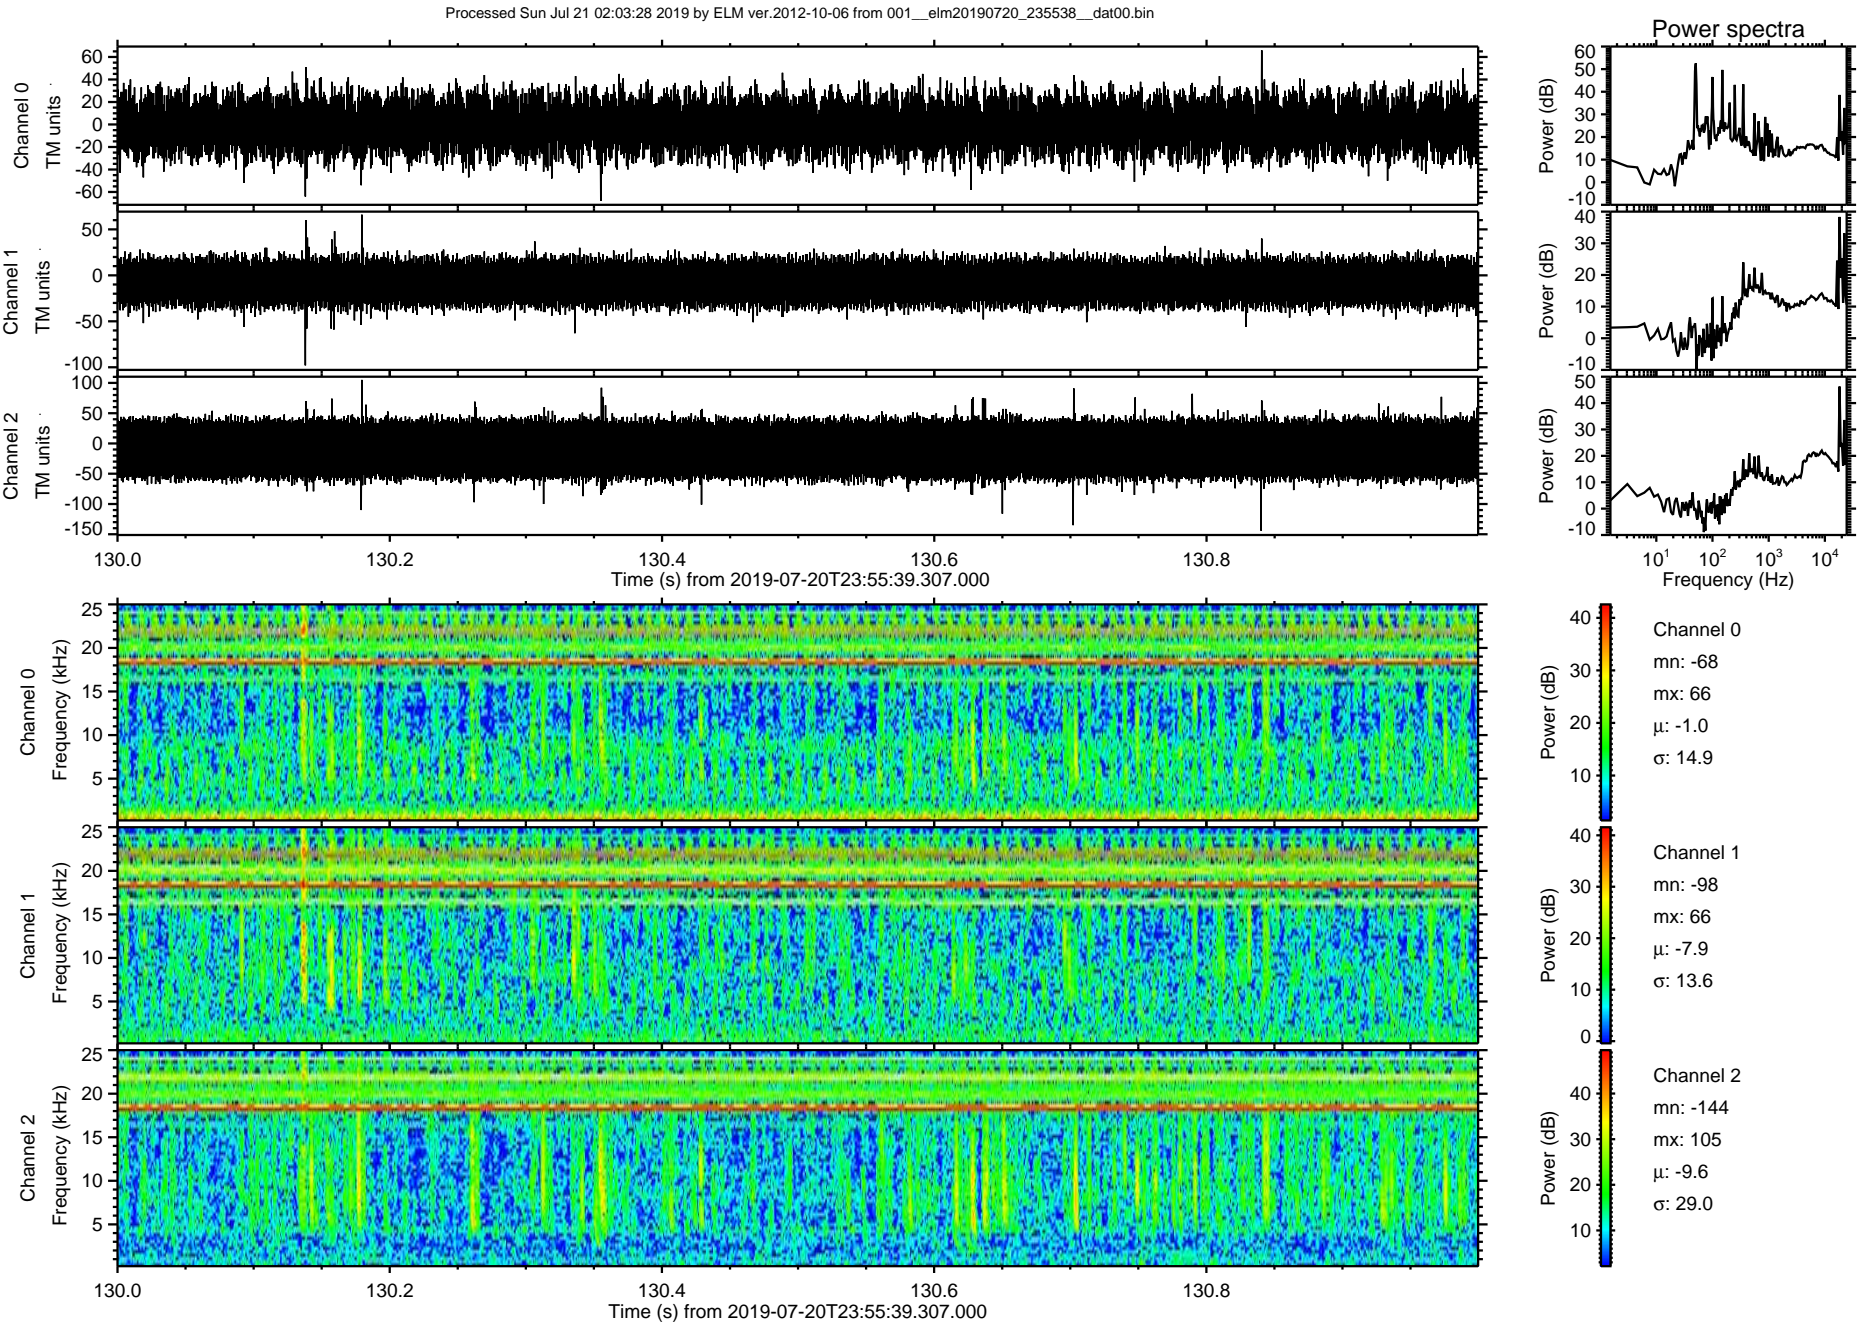 Processed Sun Jul 21 02:03:28 2019 by ELM ver.2012-10-06 from 001__elm20190720_235538__dat00.bin
Power spectra
Channel 0
TM units
60
40
20
0
-20
-40
-60
Power (dB)
60
50
40
30
20
10
0
-10
Channel 1
TM units
50
0
-50
-100
Power (dB)
40
30
20
10
0
-10
Channel 2
TM units
100
50
0
-50
-100
-150
Power (dB)
50
40
30
20
10
0
-10
130.0 130.2 130.4 130.6 130.8
Time (s) from 2019-07-20T23:55:39.307.000
10^1 10^2 10^3 10^4
Frequency (Hz)
Channel 0
Frequency (kHz)
25
20
15
10
5
Power (dB)
40
30
20
10
Channel 0
mn: -68
mx: 66
µ: -1.0
σ: 14.9
Channel 1
Frequency (kHz)
25
20
15
10
5
Power (dB)
40
30
20
10
0
Channel 1
mn: -98
mx: 66
µ: -7.9
σ: 13.6
Channel 2
Frequency (kHz)
25
20
15
10
5
Power (dB)
40
30
20
10
Channel 2
mn: -144
mx: 105
µ: -9.6
σ: 29.0
130.0 130.2 130.4 130.6 130.8
Time (s) from 2019-07-20T23:55:39.307.000